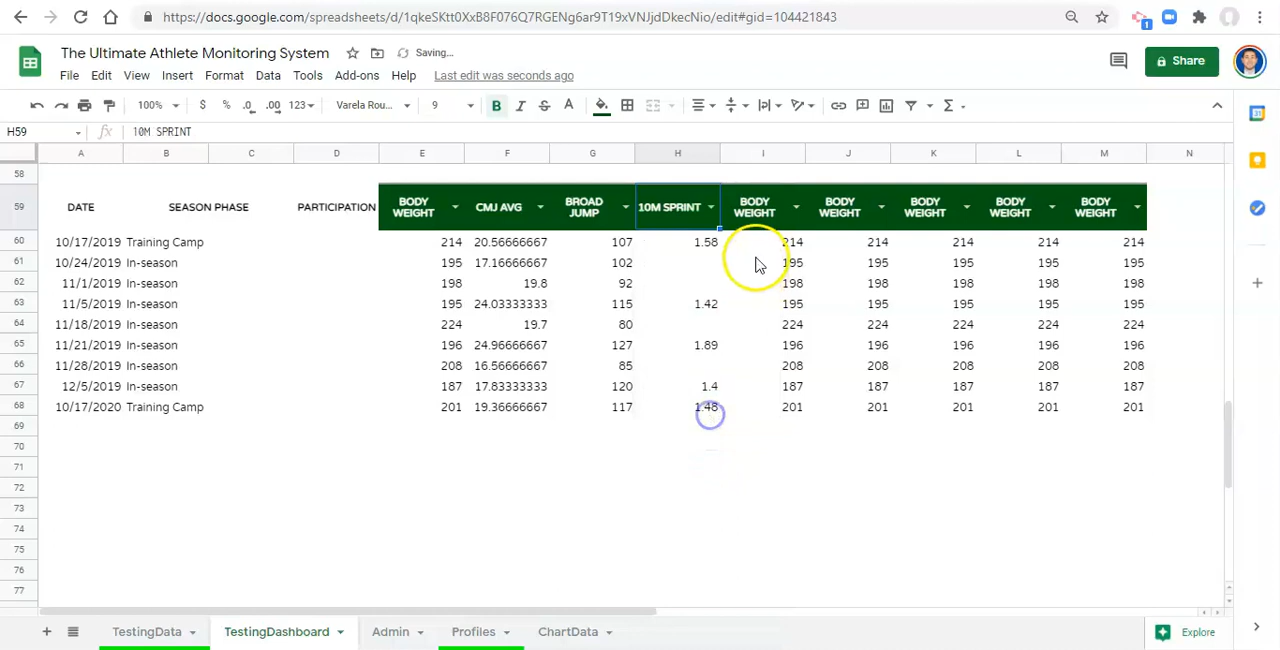 https://docs.google.com/spreadsheets/d/1qkeSKtt0XxB8F076Q7RGENg6ar9T19xVNJjdDkecNio/edit#gid=104421843
1
The Ultimate Athlete Monitoring System Saving...
File Edit View Insert Format Data Tools Add-ons Help Last edit was seconds ago
Share
100% $ % .0 .00 123 Varela Rou... 9 B I S A
H59 fx 10M SPRINT
A B C D E F G H I J K L M N
58
59 DATE SEASON PHASE PARTICIPATION BODY WEIGHT CMJ AVG BROAD JUMP 10M SPRINT BODY WEIGHT BODY WEIGHT BODY WEIGHT BODY WEIGHT BODY WEIGHT
60 10/17/2019 Training Camp 214 20.56666667 107 1.58 214 214 214 214 214
61 10/24/2019 In-season 195 17.16666667 102 195 195 195 195 195
62 11/1/2019 In-season 198 19.8 92 198 198 198 198 198
63 11/5/2019 In-season 195 24.03333333 115 1.42 195 195 195 195 195
64 11/18/2019 In-season 224 19.7 80 224 224 224 224 224
65 11/21/2019 In-season 196 24.96666667 127 1.89 196 196 196 196 196
66 11/28/2019 In-season 208 16.56666667 85 208 208 208 208 208
67 12/5/2019 In-season 187 17.83333333 120 1.4 187 187 187 187 187
68 10/17/2020 Training Camp 201 19.36666667 117 1.48 201 201 201 201 201
69
70
71
72
73
74
75
76
77
TestingData TestingDashboard Admin Profiles ChartData Explore